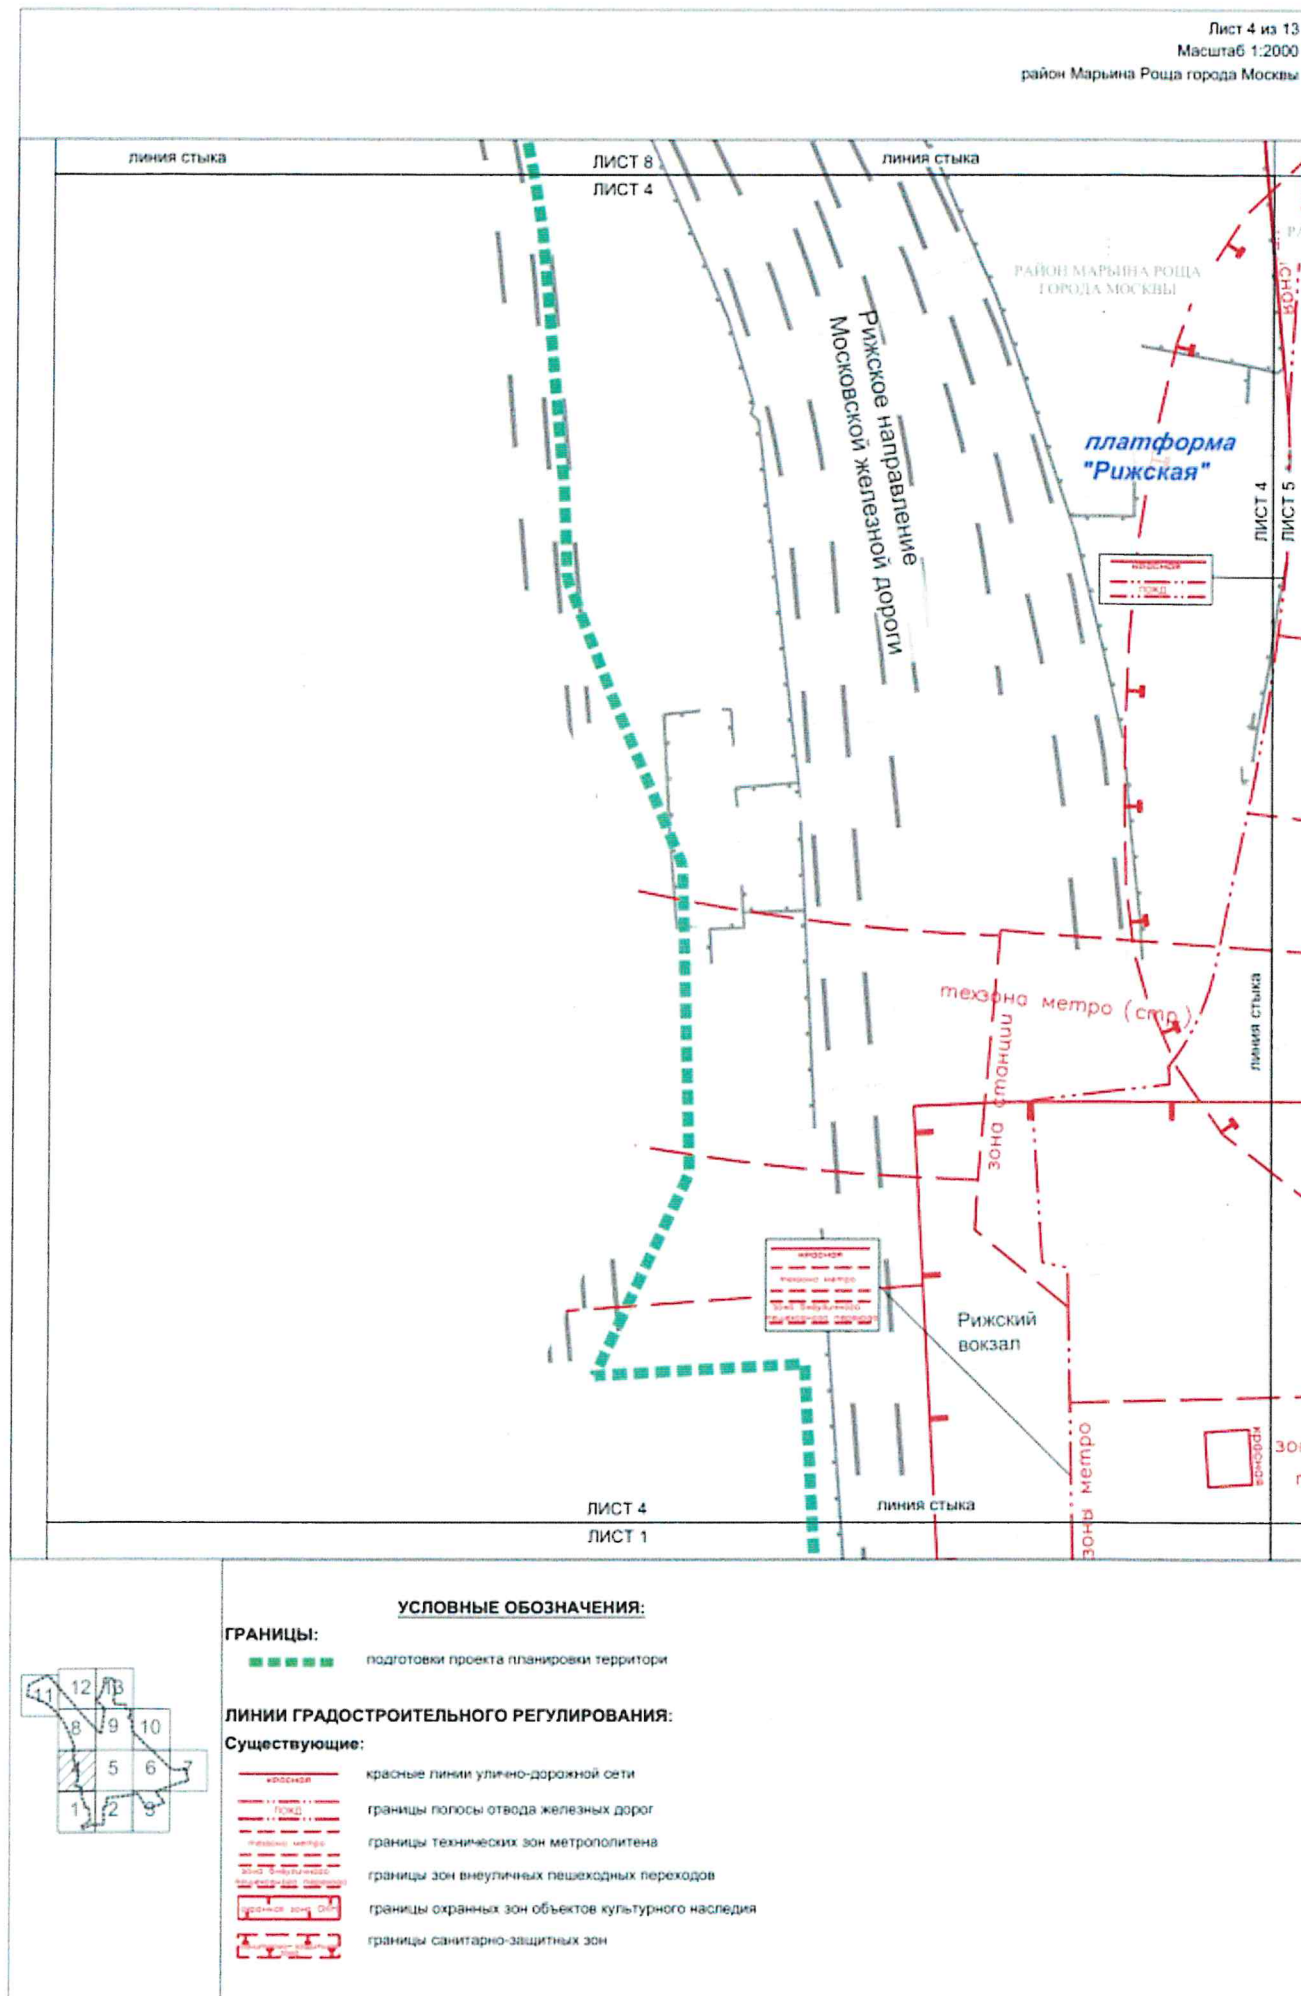 Лист 4 из 13
Масштаб 1:2000
район Марьина Роща города Москвы
линия стыка
ЛИСТ 8
линия стыка
ЛИСТ 4
РАЙОН МАРЬИНА РОЩА
ГОРОДА МОСКВЫ
Рижское направление
Московской железной дороги
платформа
"Рижская"
ЛИСТ 4
ЛИСТ 5
красная
ПОЖД
техзона метро (стр.)
зона станции
линия стыка
красная
техзона метро
зона внеуличного
пешеходного перехода
Рижский
вокзал
зоны метро
красная
ЛИСТ 4
линия стыка
ЛИСТ 1
УСЛОВНЫЕ ОБОЗНАЧЕНИЯ:
ГРАНИЦЫ:
подготовки проекта планировки територи
ЛИНИИ ГРАДОСТРОИТЕЛЬНОГО РЕГУЛИРОВАНИЯ:
Существующие:
красная
красные линии улично-дорожной сети
ПОЖД
границы полосы отвода железных дорог
техзона метро
границы технических зон метрополитена
зона внеуличного
пешеходного перехода
границы зон внеуличных пешеходных переходов
границы охранных зон объектов культурного наследия
границы санитарно-защитных зон
11
12
13
8
9
10
4
5
6
7
1
2
3